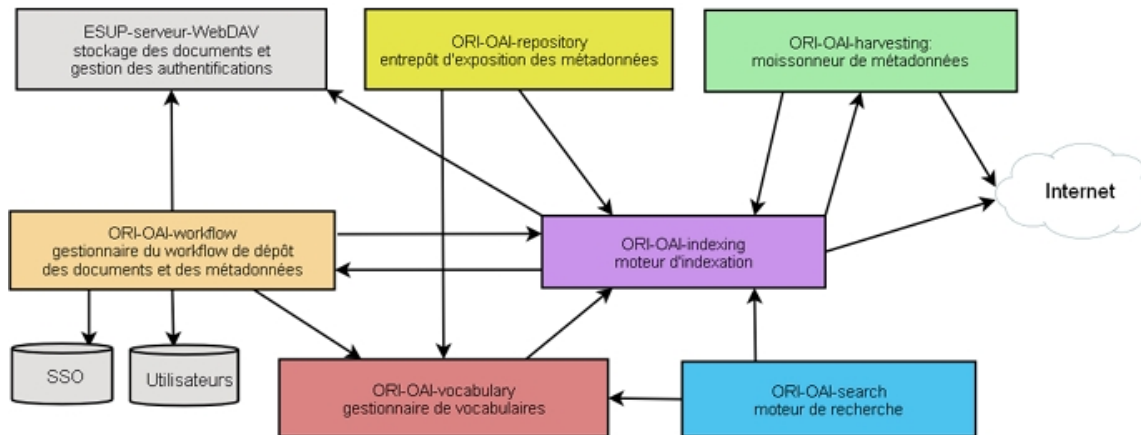 ESUP-serveur-WebDAV
stockage des documents et
gestion des authentifications
ORI-OAI-repository
entrepôt d'exposition des métadonnées
ORI-OAI-harvesting:
moissonneur de métadonnées
Internet
ORI-OAI-workflow
gestionnaire du workflow de dépôt
des documents et des métadonnées
ORI-OAI-indexing
moteur d'indexation
SSO
Utilisateurs
ORI-OAI-vocabulary
gestionnaire de vocabulaires
ORI-OAI-search
moteur de recherche